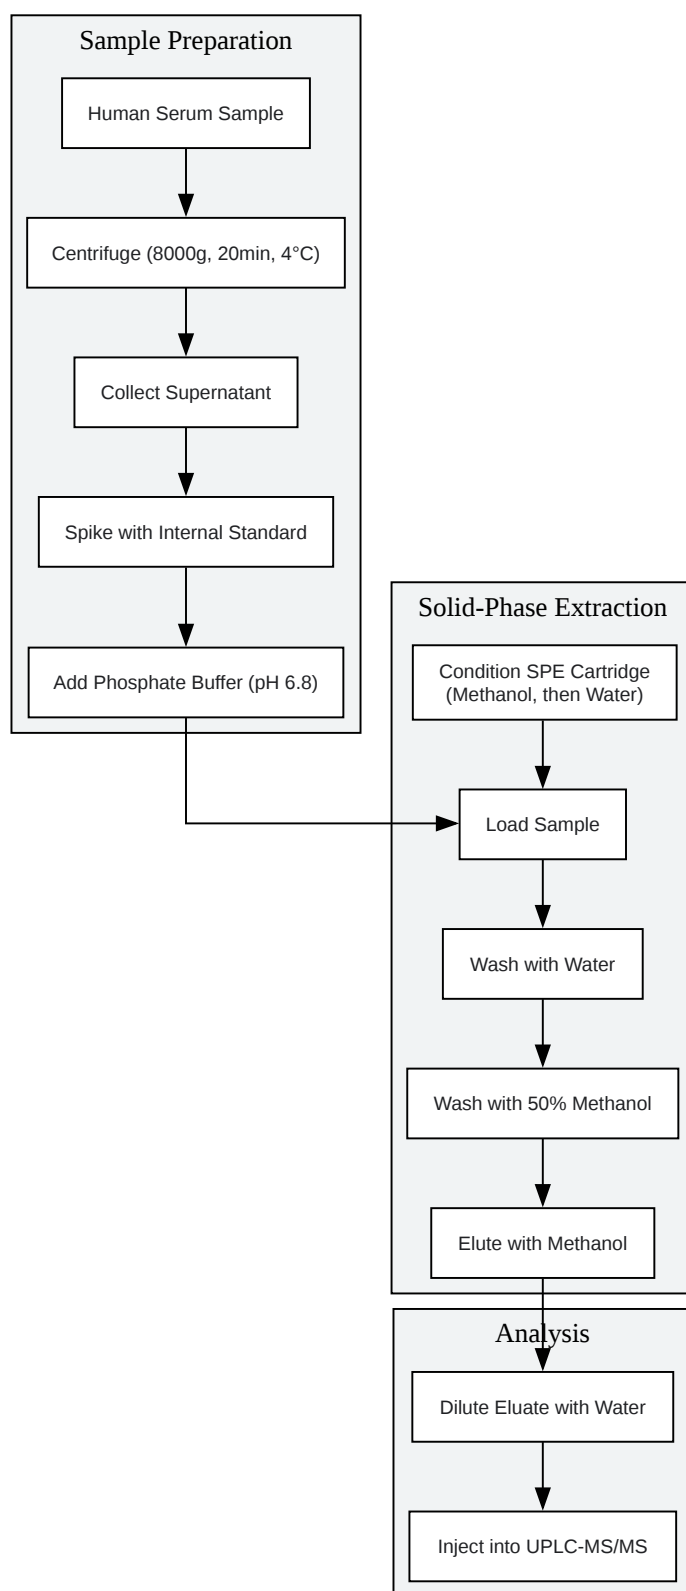 Sample Preparation
Human Serum Sample
Centrifuge (8000g, 20min, 4°C)
Collect Supernatant
Spike with Internal Standard
Add Phosphate Buffer (pH 6.8)
Solid-Phase Extraction
Condition SPE Cartridge
(Methanol, then Water)
Load Sample
Wash with Water
Wash with 50% Methanol
Elute with Methanol
Analysis
Dilute Eluate with Water
Inject into UPLC-MS/MS